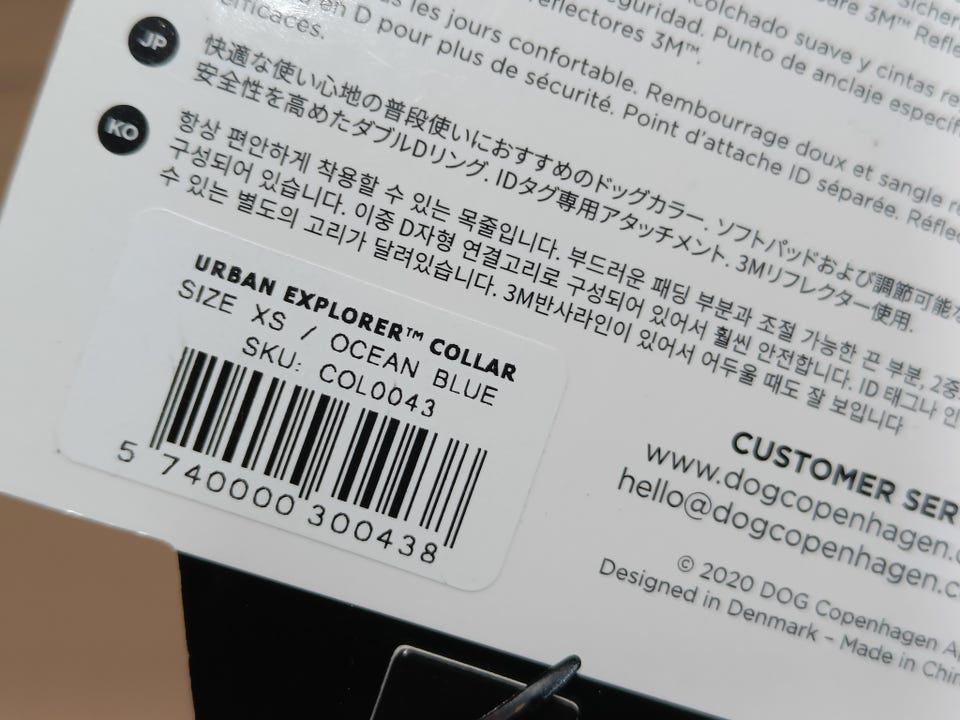 colchado suave y cintas re
seguridad. Punto de anclaje específ
reflectores 3M™.
us les jours confortable. Rembourrage doux et sangle ré
en D pour plus de sécurité. Point d'attache ID séparée. Réflec
efficaces.
JP
快適な使い心地の普段使いにおすすめのドッグカラー. ソフトパッドおよび調節可能な
安全性を高めたダブルDリング. IDタグ専用アタッチメント. 3Mリフレクター使用.
KO
항상 편안하게 착용할 수 있는 목줄입니다. 부드러운 패딩 부분과 조절 가능한 끈 부분, 2중
구성되어 있습니다. 이중 D자형 연결고리로 구성되어 있어서 훨씬 안전합니다. ID 태그나 인
수 있는 별도의 고리가 달려있습니다. 3M반사라인이 있어서 어두울 때도 잘 보입니다
URBAN EXPLORER™ COLLAR
SIZE XS / OCEAN BLUE
SKU: COL0043
5 740000 300438
CUSTOMER SER
www.dogcopenhagen.c
hello@dogcopenhagen.c
© 2020 DOG Copenhagen A
Designed in Denmark – Made in Chin